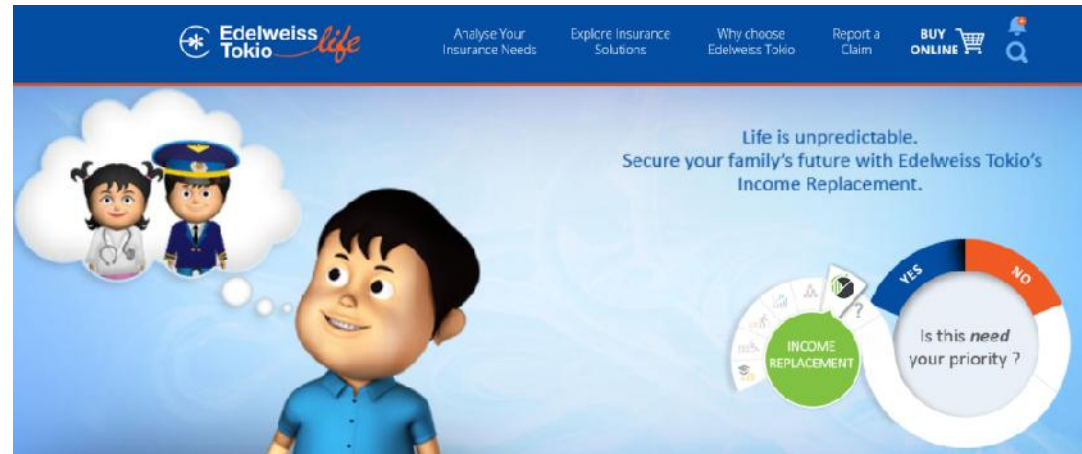 Edelweiss life
Tokio
Analyse Your
Insurance Needs
Explore Insurance
Solutions
Why choose
Edelweiss Tokio
Report a
Claim
BUY
ONLINE
Life is unpredictable.
Secure your family's future with Edelweiss Tokio's
Income Replacement.
YES
NO
?
INCOME
REPLACEMENT
Is this need
your priority ?